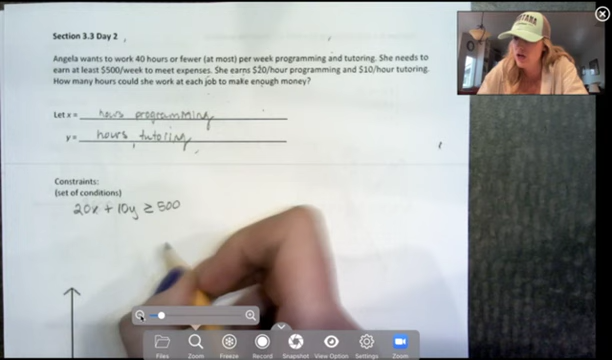 Section 3.3 Day 2
Angela wants to work 40 hours or fewer (at most) per week programming and tutoring. She needs to
earn at least $500/week to meet expenses. She earns $20/hour programming and $10/hour tutoring.
How many hours could she work at each job to make enough money?
Let x = hours programming
y = hours tutoring
Constraints:
(set of conditions)
20x + 10y ≥ 500
Files Zoom Freeze Record Snapshot View Option Settings Zoom